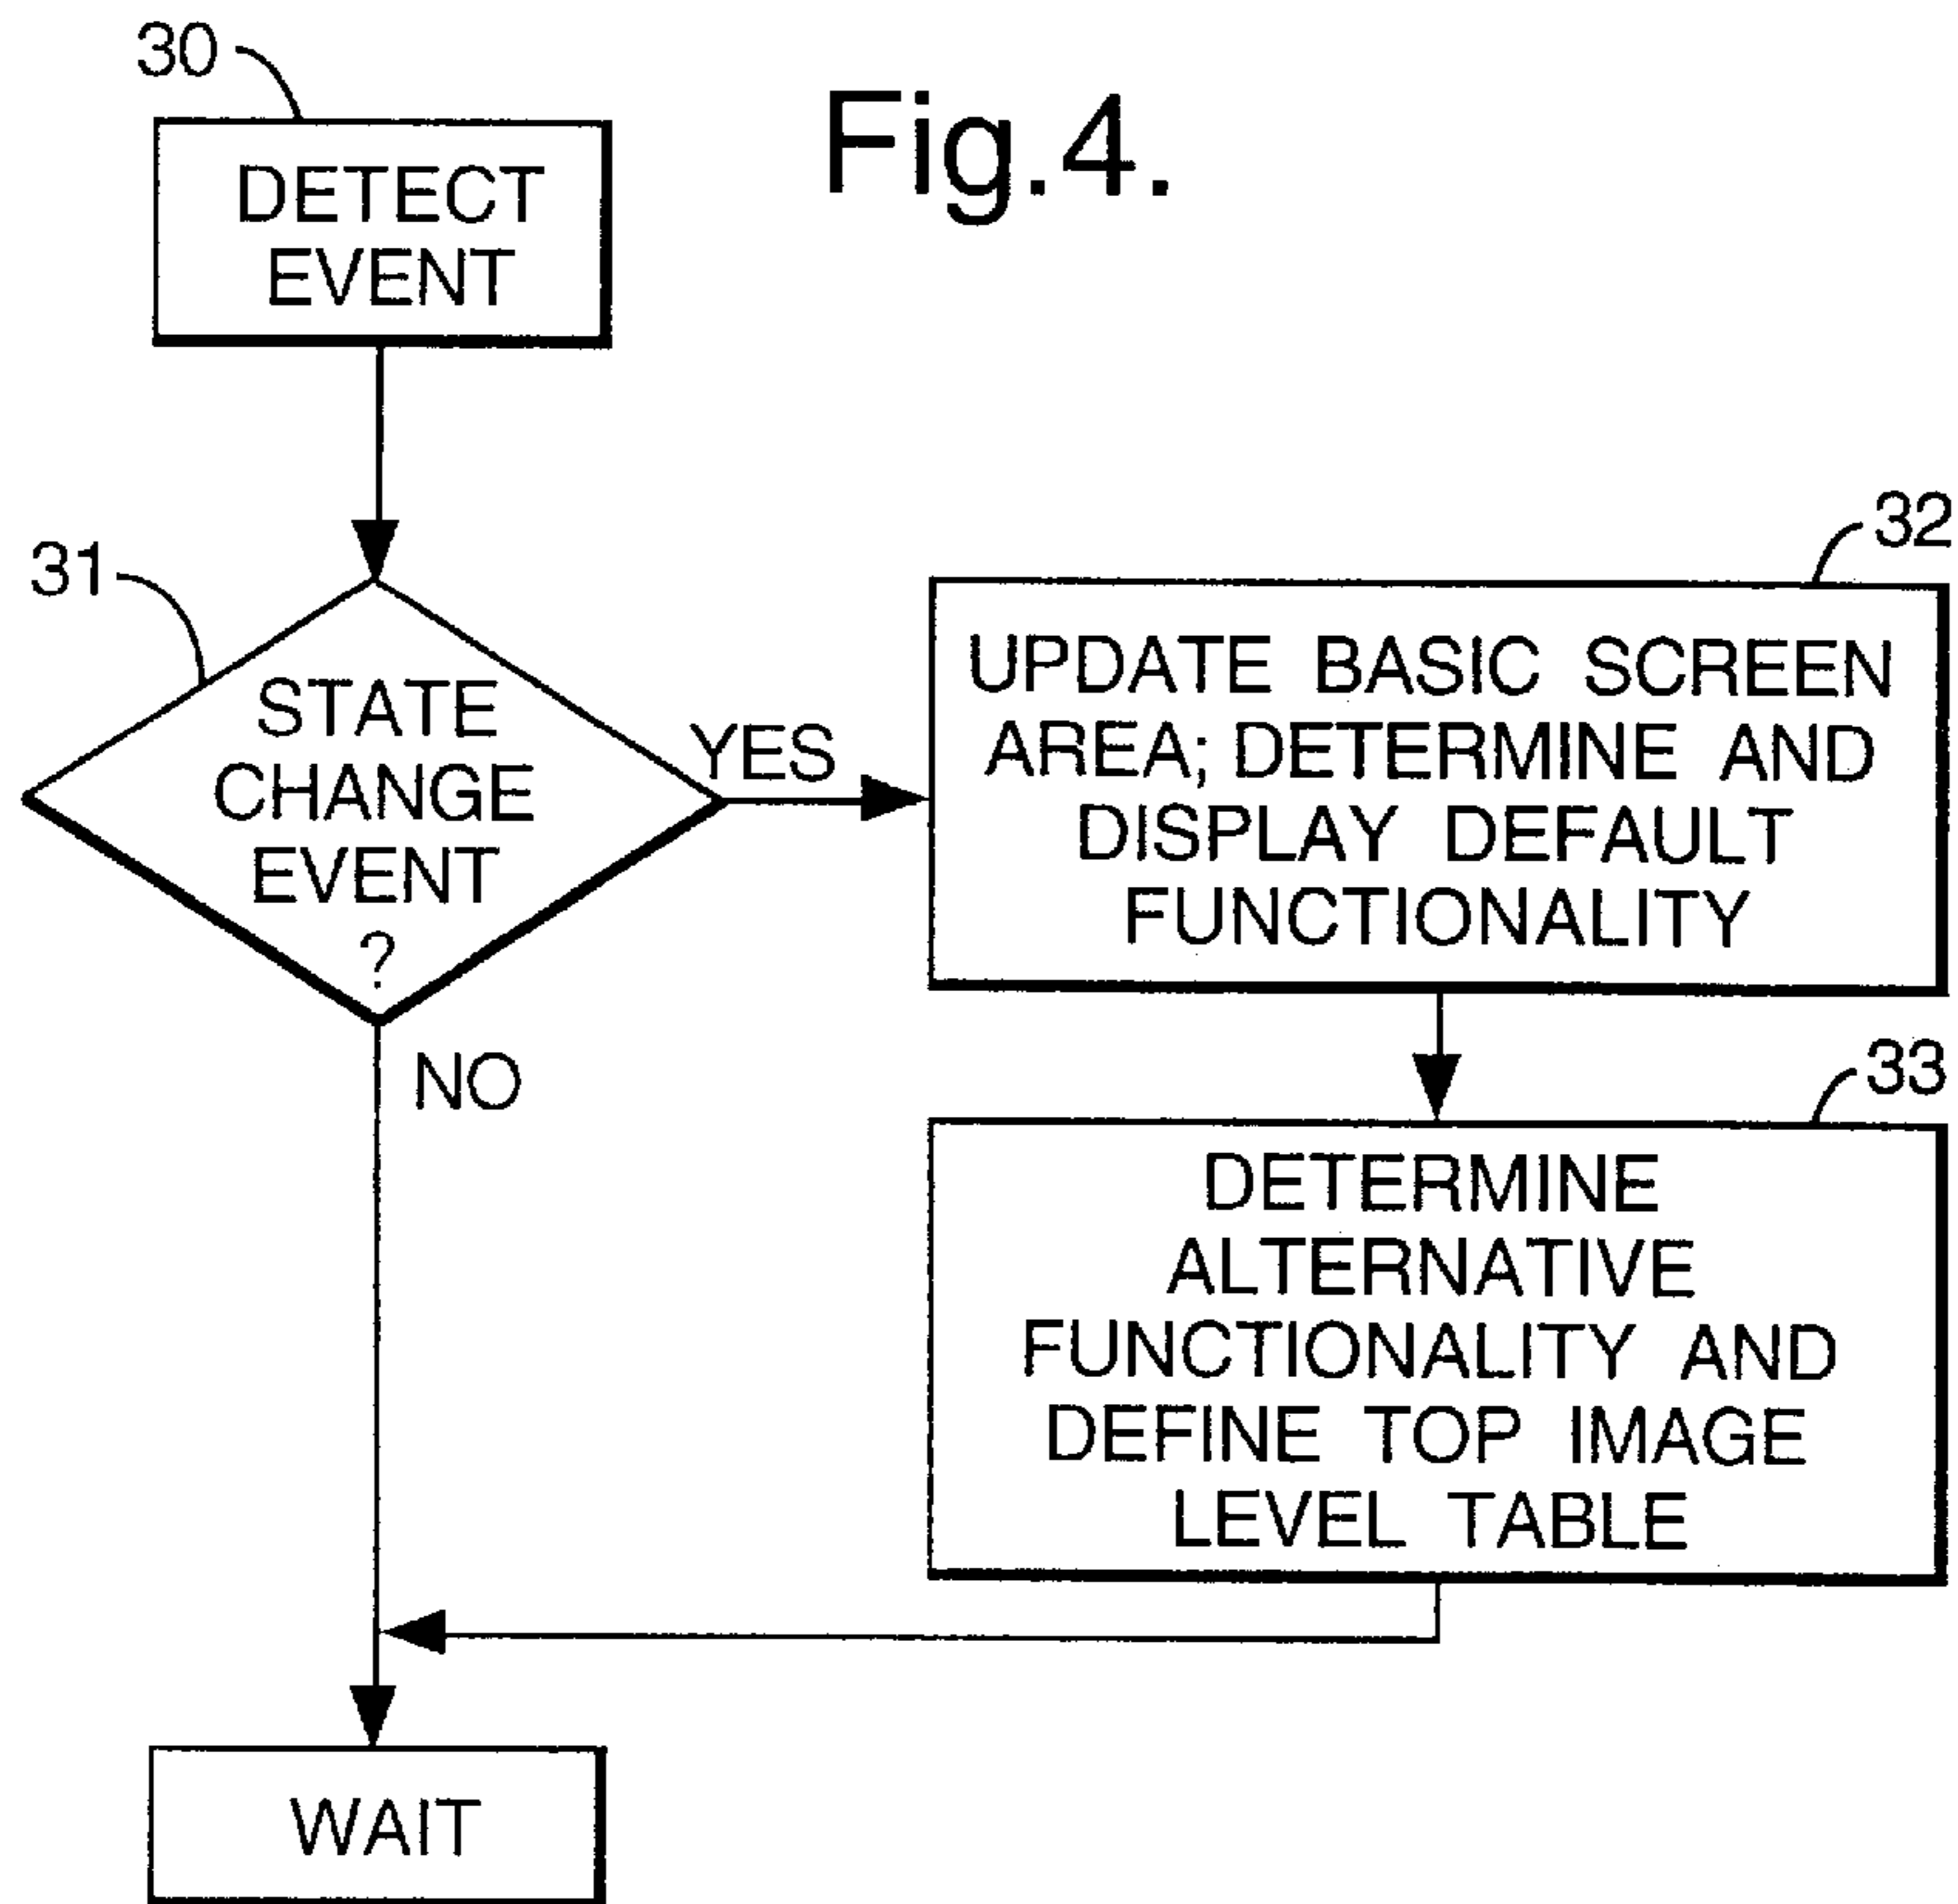 30
Fig.4.
DETECT
EVENT
31
STATE
CHANGE
EVENT
?
YES
NO
32
UPDATE BASIC SCREEN
AREA; DETERMINE AND
DISPLAY DEFAULT
FUNCTIONALITY
33
DETERMINE
ALTERNATIVE
FUNCTIONALITY AND
DEFINE TOP IMAGE
LEVEL TABLE
WAIT